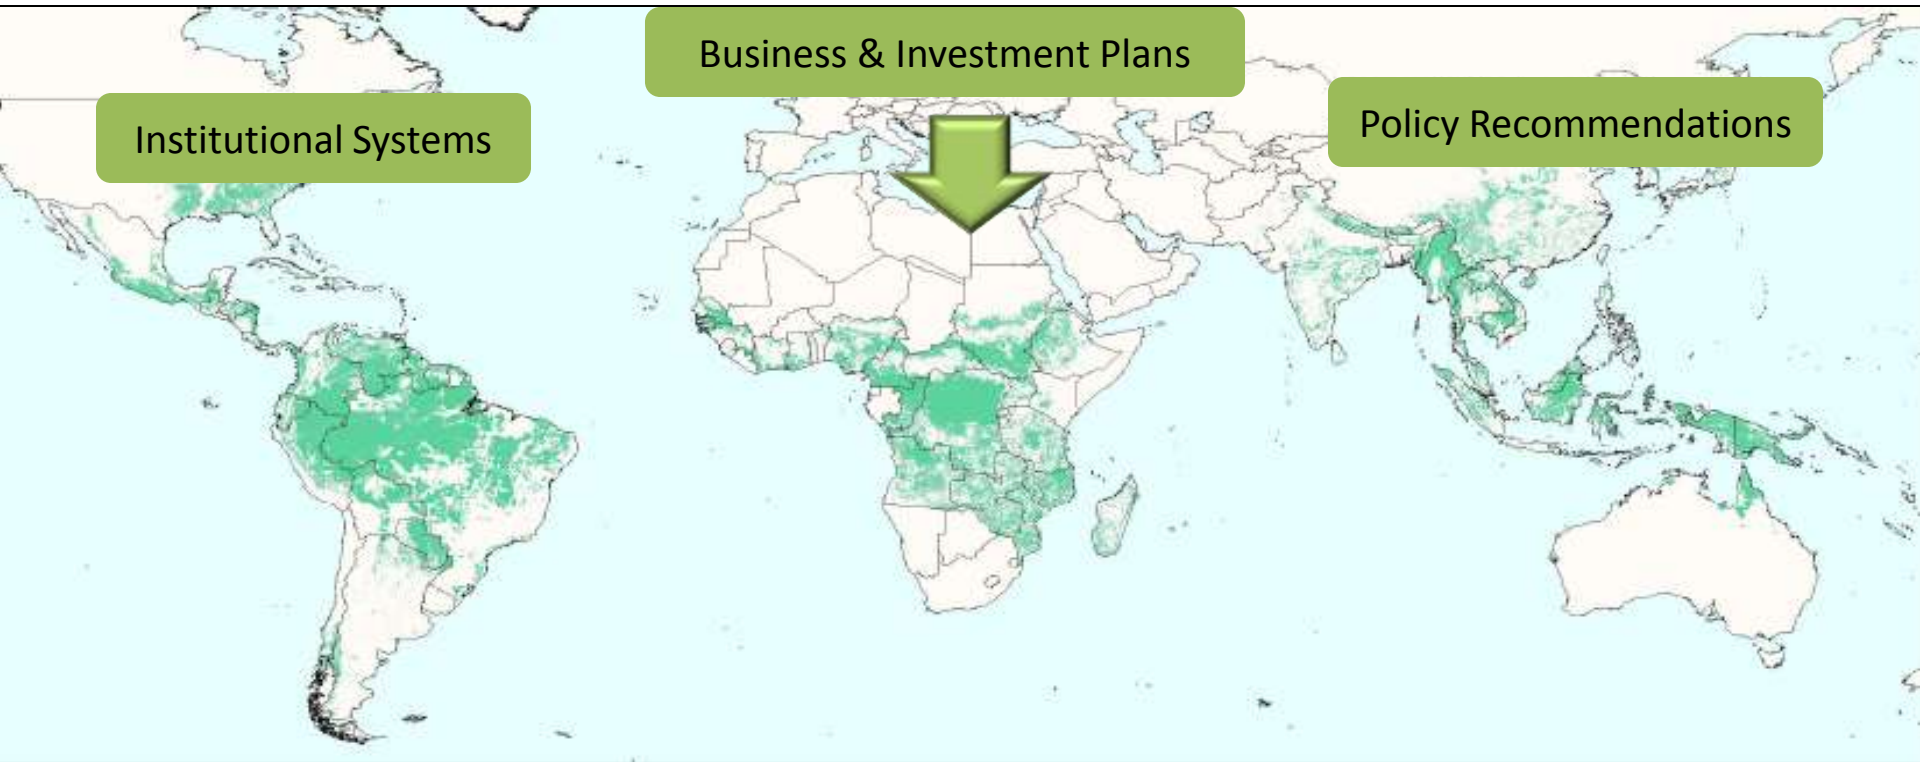 Business & Investment Plans
Institutional Systems
Policy Recommendations